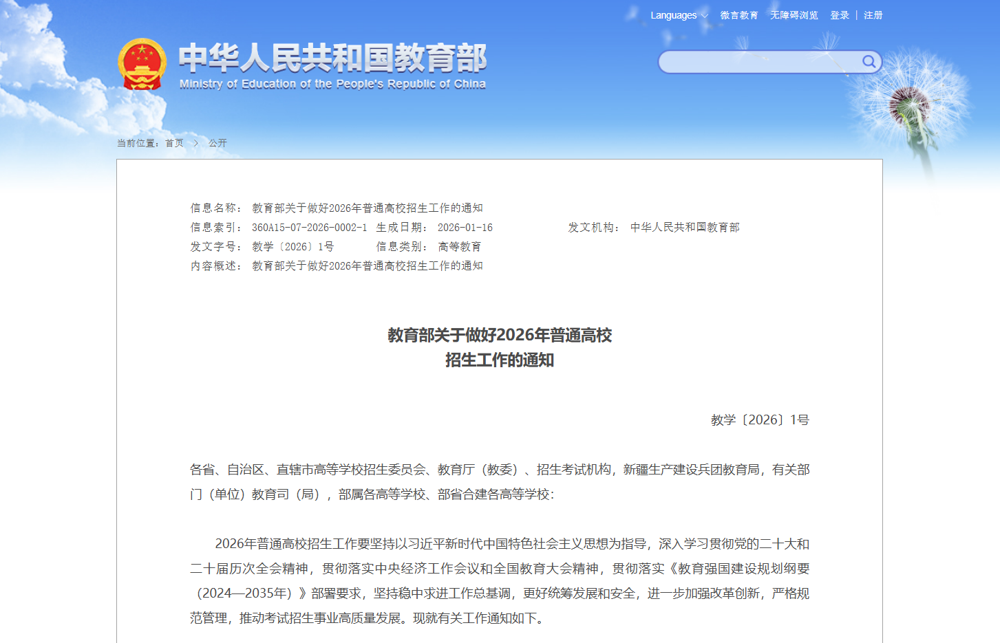 Languages 微言教育 无障碍浏览 登录 | 注册
中华人民共和国教育部
Ministry of Education of the People's Republic of China
当前位置：首页 > 公开
信息名称： 教育部关于做好2026年普通高校招生工作的通知
信息索引： 360A15-07-2026-0002-1 生成日期： 2026-01-16 发文机构： 中华人民共和国教育部
发文字号： 教学〔2026〕1号 信息类别： 高等教育
内容概述： 教育部关于做好2026年普通高校招生工作的通知
教育部关于做好2026年普通高校
招生工作的通知
教学〔2026〕1号
各省、自治区、直辖市高等学校招生委员会、教育厅（教委）、招生考试机构，新疆生产建设兵团教育局，有关部
门（单位）教育司（局），部属各高等学校、部省合建各高等学校：
2026年普通高校招生工作要坚持以习近平新时代中国特色社会主义思想为指导，深入学习贯彻党的二十大和
二十届历次全会精神，贯彻落实中央经济工作会议和全国教育大会精神，贯彻落实《教育强国建设规划纲要
（2024—2035年）》部署要求，坚持稳中求进工作总基调，更好统筹发展和安全，进一步加强改革创新，严格规
范管理，推动考试招生事业高质量发展。现就有关工作通知如下。